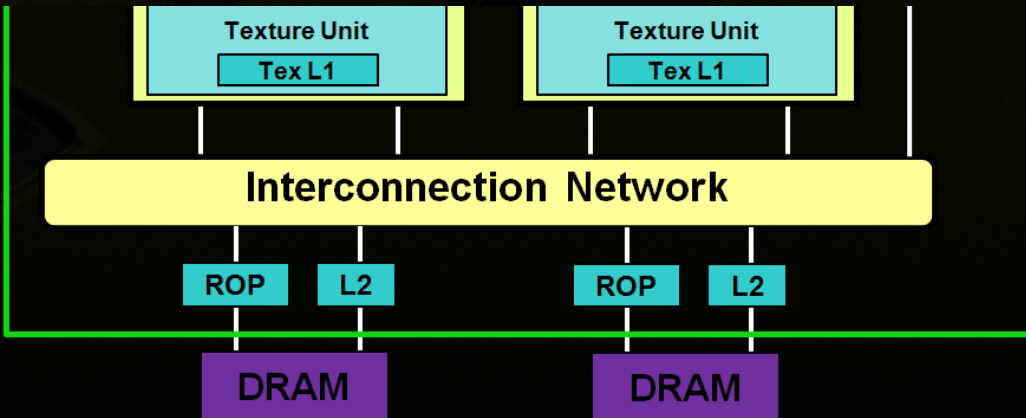 Texture Unit
Tex L1
Texture Unit
Tex L1
Interconnection Network
ROP
L2
ROP
L2
DRAM
DRAM